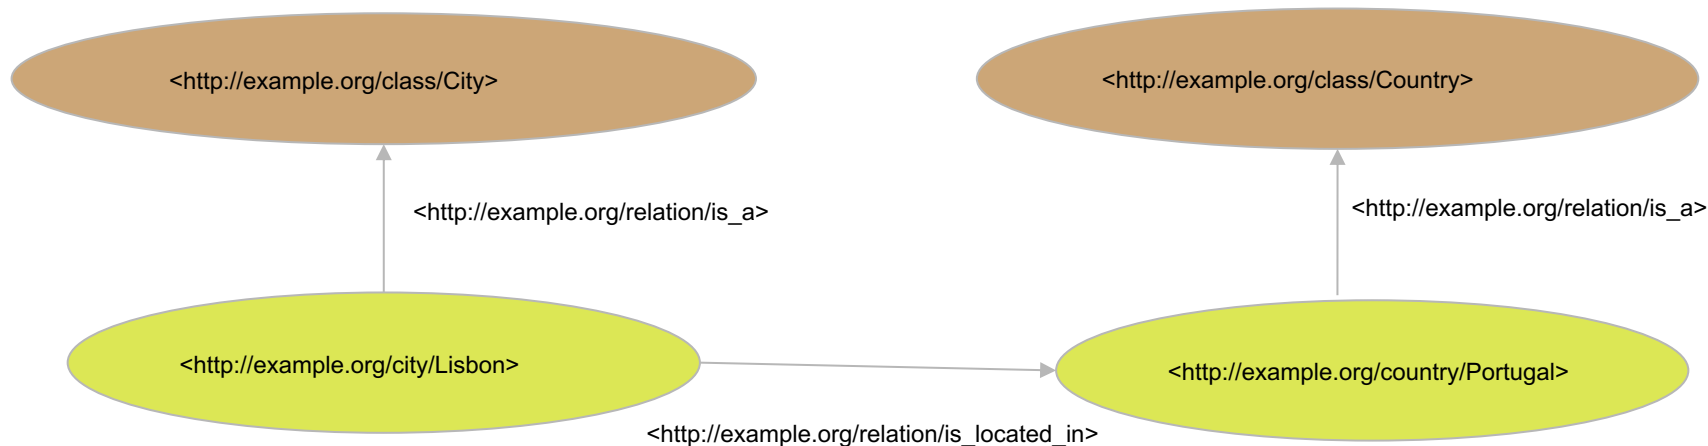 <http://example.org/class/City>
<http://example.org/class/Country>
<http://example.org/relation/is_a>
<http://example.org/relation/is_a>
<http://example.org/city/Lisbon>
<http://example.org/country/Portugal>
<http://example.org/relation/is_located_in>